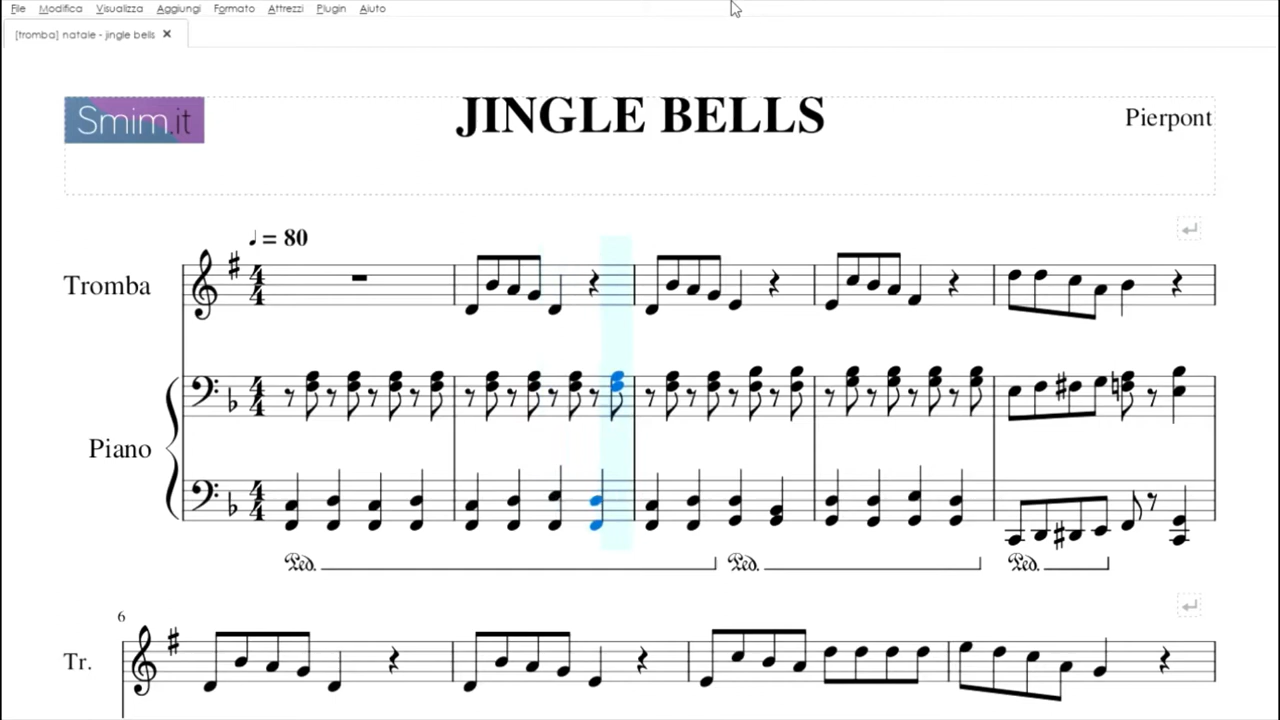 File Modifica Visualizza Aggiungi Formato Attrezzi Plugin Aiuto
[tromba] natale - jingle bells ×
Smim.it
JINGLE BELLS
Pierpont
♩ = 80
Tromba
Piano
Ped. Ped. Ped.
6
Tr.